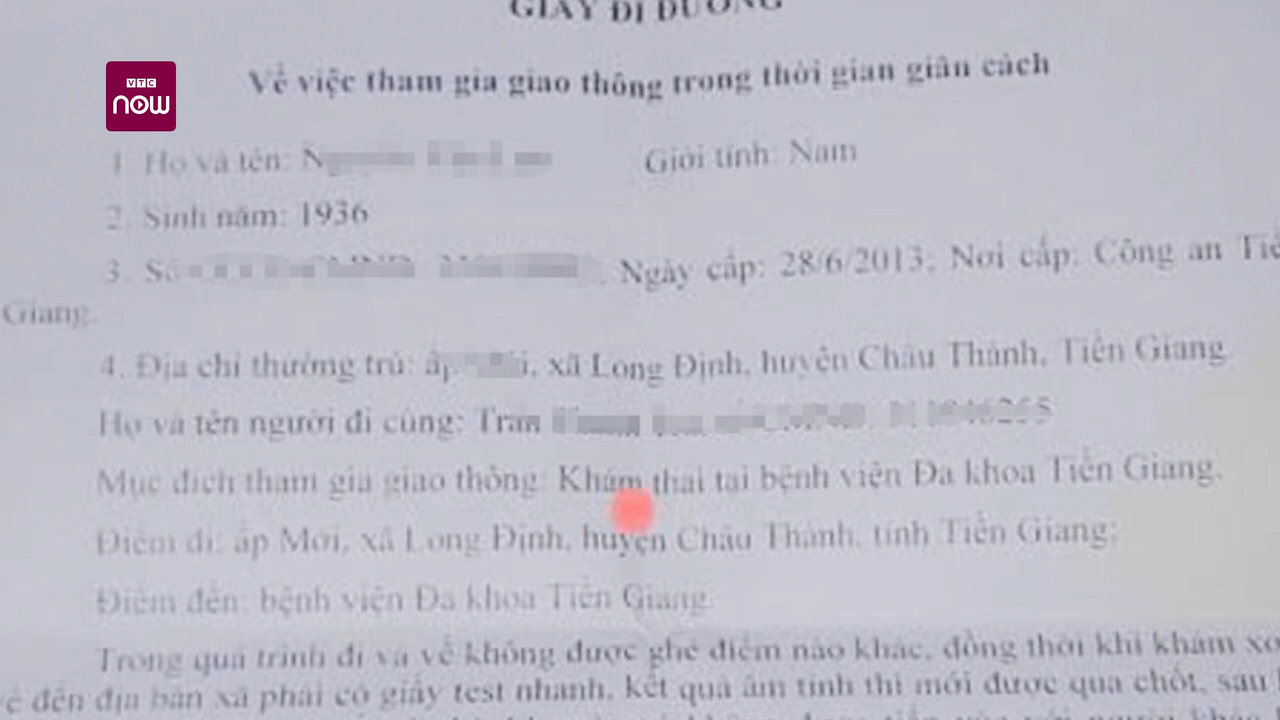 GIẤY ĐI ĐƯỜNG
VTC
now
Về việc tham gia giao thông trong thời gian giãn cách
1. Họ và tên: N Giới tính: Nam
2. Sinh năm: 1936
3. Số Ngày cấp: 28/6/2013; Nơi cấp: Công an Tiề
Giang.
4. Địa chỉ thường trú: ấp xã Long Định, huyện Châu Thành, Tiền Giang
Họ và tên người đi cùng: Trần
Mục đích tham gia giao thông: Khám thai tại bệnh viện Đa khoa Tiền Giang.
Điểm đi: ấp Mới, xã Long Định, huyện Châu Thành, tỉnh Tiền Giang;
Điểm đến: bệnh viện Đa khoa Tiền Giang.
Trong quá trình đi và về không được ghé điểm nào khác, đồng thời khi khám xo
về đến địa bàn xã phải có giấy test nhanh, kết quả âm tính thì mới được qua chốt, sau